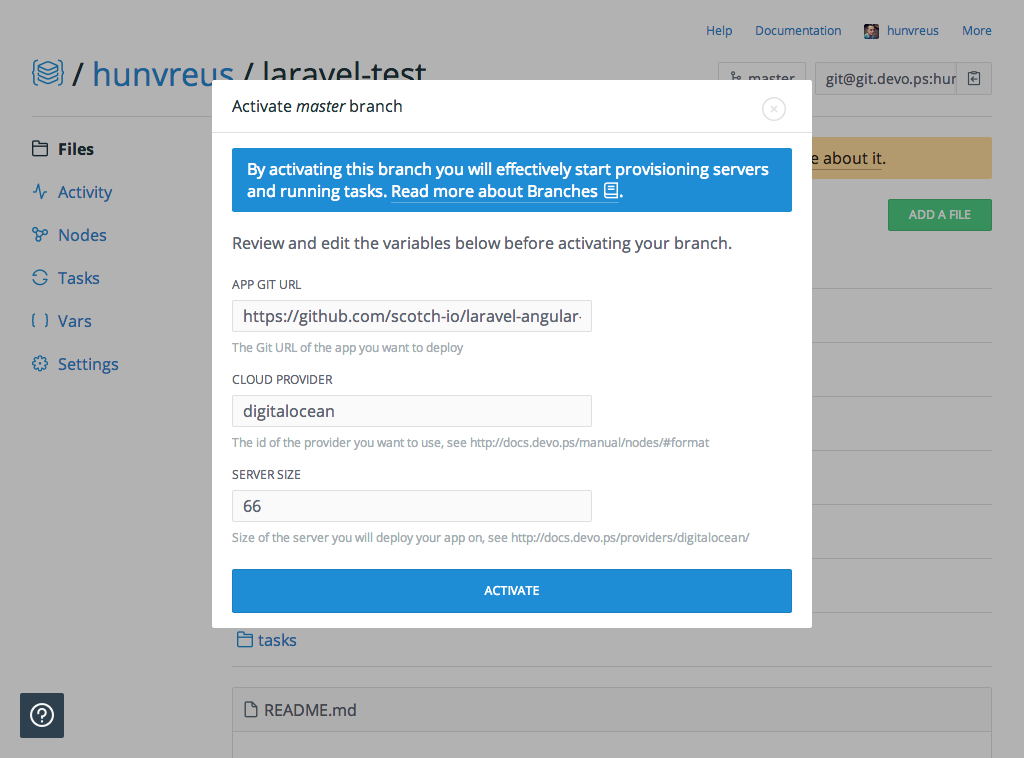 Help Documentation hunvreus More
/ hunvreus / laravel-test
master
git@git.devo.ps:hun
Activate master branch
Files
By activating this branch you will effectively start provisioning servers
and running tasks. Read more about Branches.
about it.
Activity
ADD A FILE
Nodes
Review and edit the variables below before activating your branch.
Tasks
APP GIT URL
https://github.com/scotch-io/laravel-angular-
Vars
The Git URL of the app you want to deploy
Settings
CLOUD PROVIDER
digitalocean
The id of the provider you want to use, see http://docs.devo.ps/manual/nodes/#format
SERVER SIZE
66
Size of the server you will deploy your app on, see http://docs.devo.ps/providers/digitalocean/
ACTIVATE
tasks
README.md